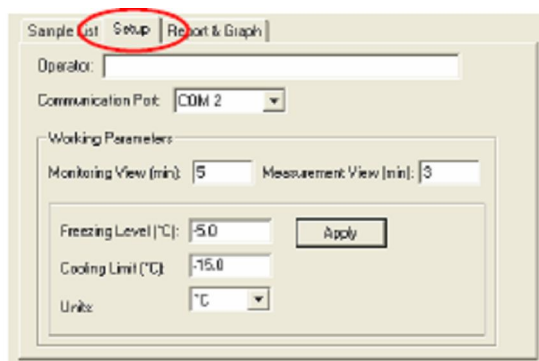 Sample List Setup Report & Graph
Operator:
Communication Port: COM 2
Working Parameters
Monitoring View (min): 5 Measurement View (min): 3
Freezing Level (°C): -5.0 Apply
Cooling Limit (°C): -15.0
Units: °C